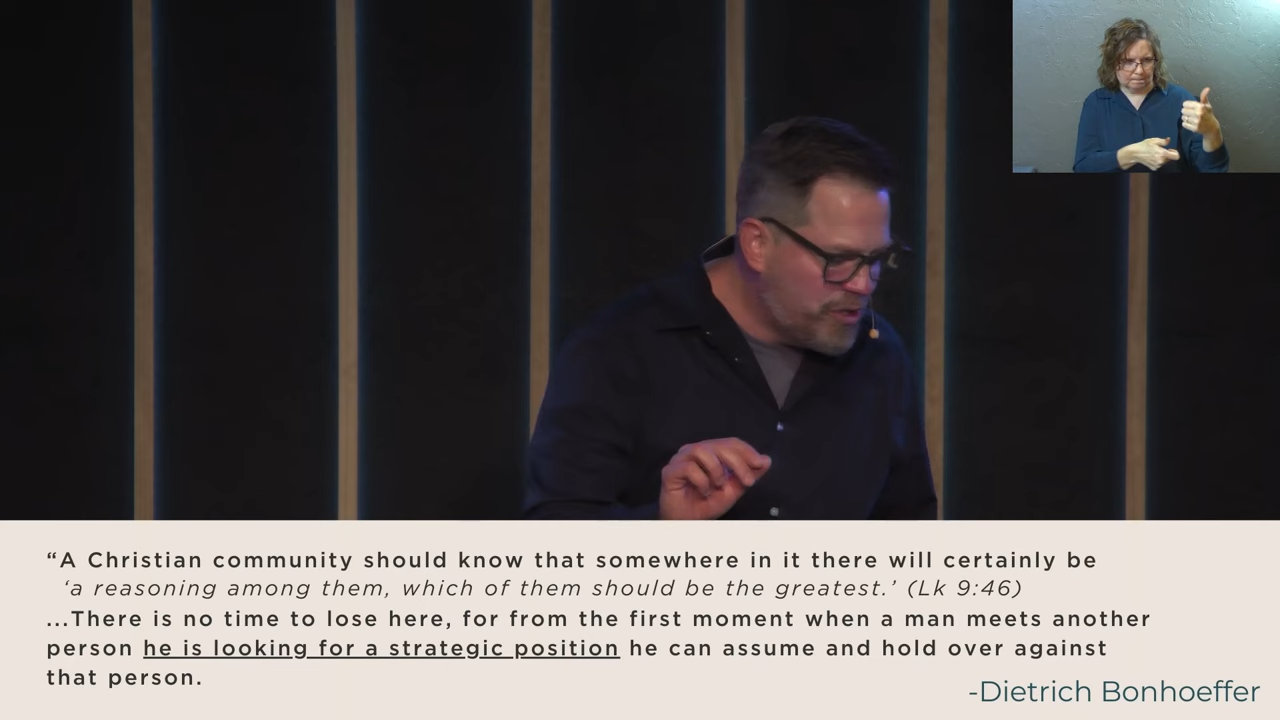 “A Christian community should know that somewhere in it there will certainly be
‘a reasoning among them, which of them should be the greatest.’ (Lk 9:46)
...There is no time to lose here, for from the first moment when a man meets another
person he is looking for a strategic position he can assume and hold over against
that person.
-Dietrich Bonhoeffer